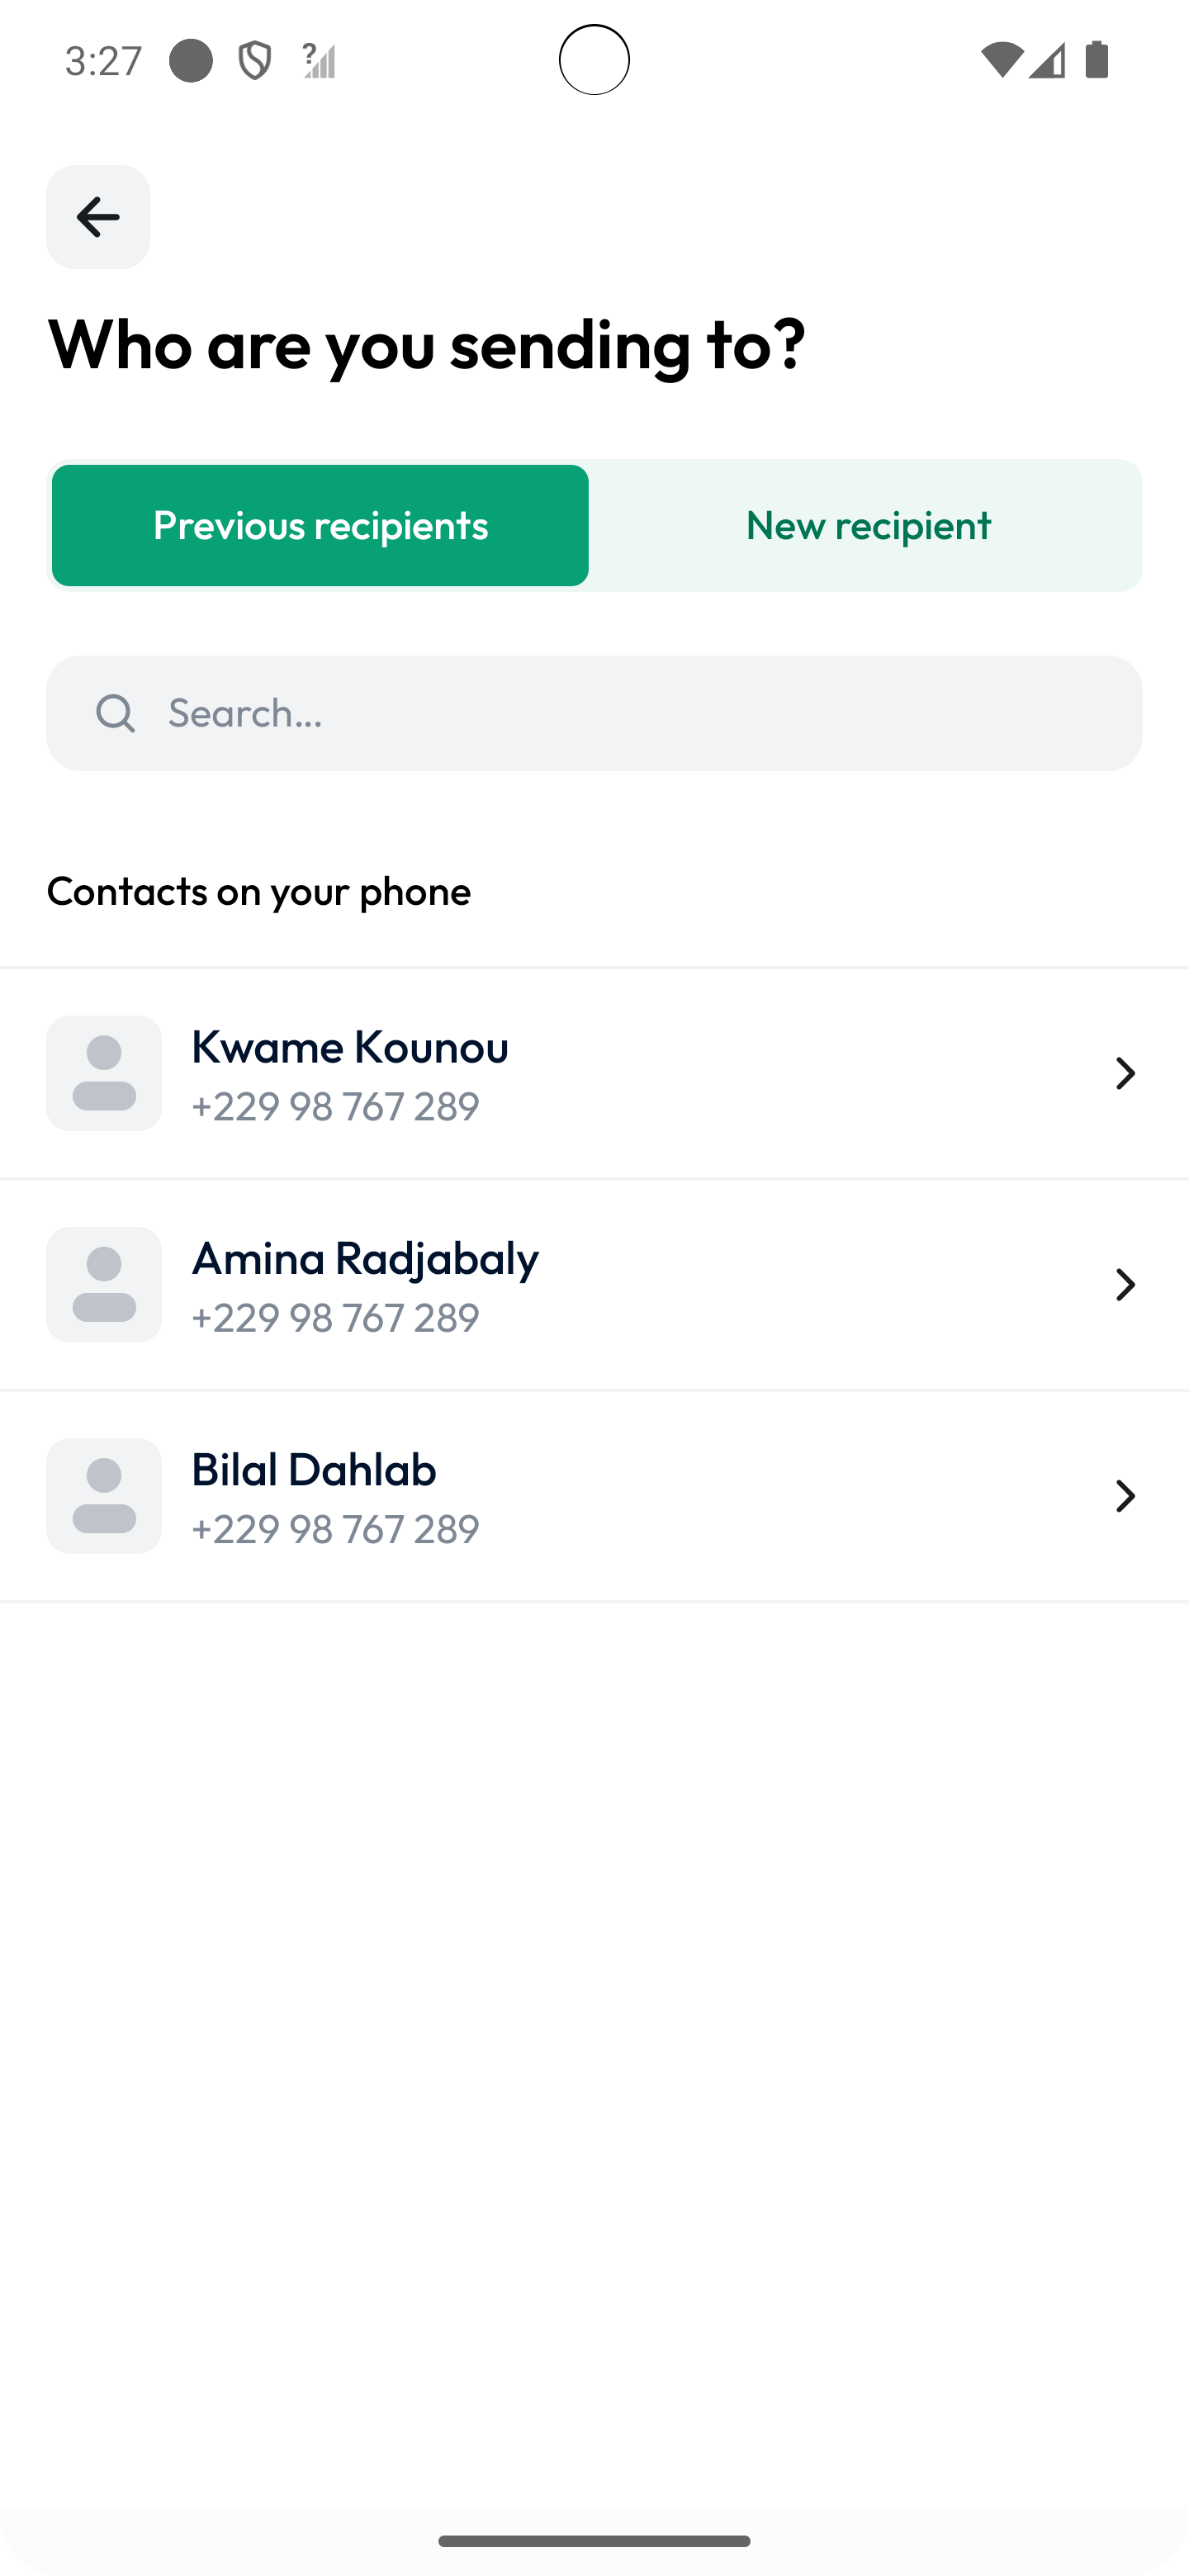 3:27
Who are you sending to?
Previous recipients
New recipient
Search...
Contacts on your phone
Kwame Kounou
+229 98 767 289
Amina Radjabaly
+229 98 767 289
Bilal Dahlab
+229 98 767 289